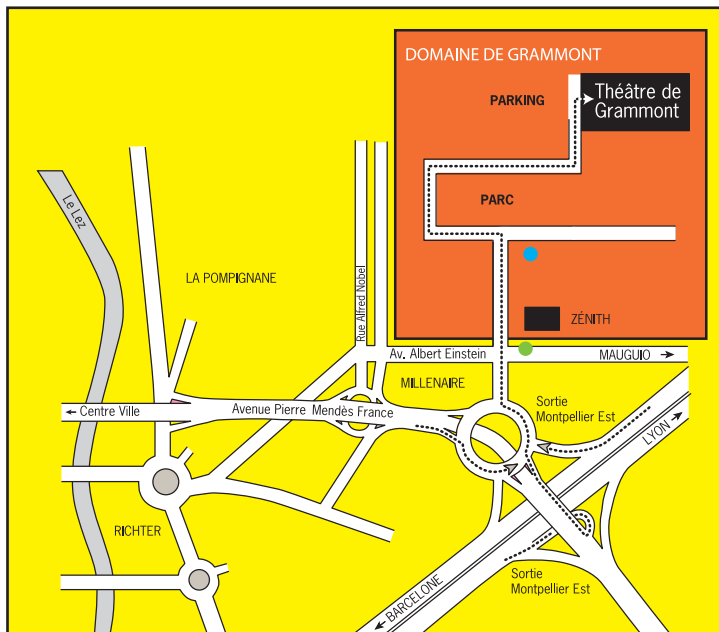 DOMAINE DE GRAMMONT
PARKING
Théâtre de
Grammont
Le Lez
PARC
LA POMPIGNANE
Rue Alfred Nobel
ZÉNITH
Av. Albert Einstein
MAUGUIO
MILLENAIRE
Centre Ville
Avenue Pierre Mendès France
Sortie
Montpellier Est
LYON
RICHTER
BARCELONE
Sortie
Montpellier Est